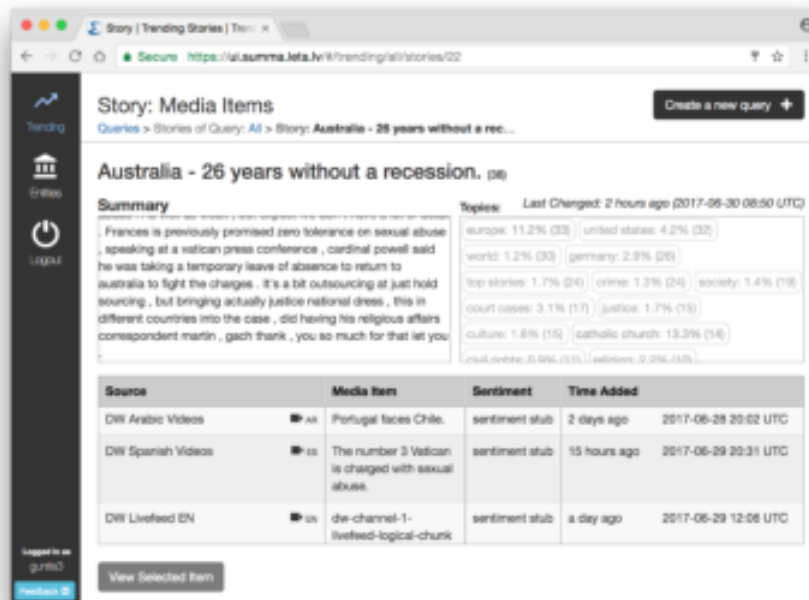 Story | Trending Stories | Tren
Secure https://ui.summa.leta.lv/#/trending/all/stories/22
Trending
Entities
Logout
Story: Media Items
Create a new query +
Queries > Stories of Query: All > Story: Australia - 26 years without a rec...
Australia - 26 years without a recession. (36)
Summary
Topics: Last Changed: 2 hours ago (2017-06-30 08:50 UTC)
. Frances is previously promised zero tolerance on sexual abuse
, speaking at a vatican press conference , cardinal powell said
he was taking a temporary leave of absence to return to
australia to fight the charges . It's a bit outsourcing at just hold
sourcing , but bringing actually justice national dress , this in
different countries into the case , did having his religious affairs
correspondent martin , gach thank , you so much for that let you
.
europe: 11.2% (33) united states: 4.2% (32)
world: 1.2% (30) germany: 2.9% (26)
top stories: 1.7% (24) crime: 1.3% (24) society: 1.4% (19)
court cases: 3.1% (17) justice: 1.7% (15)
culture: 1.6% (15) catholic church: 13.3% (14)
civil rights: 0.9% (11) religion: 2.2% (10)
Source Media Item Sentiment Time Added
DW Arabic Videos AR Portugal faces Chile. sentiment stub 2 days ago 2017-06-28 20:02 UTC
DW Spanish Videos ES The number 3 Vatican sentiment stub 15 hours ago 2017-06-29 20:31 UTC
is charged with sexual
abuse.
DW Livefeed EN EN dw-channel-1- sentiment stub a day ago 2017-06-29 12:06 UTC
livefeed-logical-chunk
View Selected Item
Logged in as
guntis3
Feedback